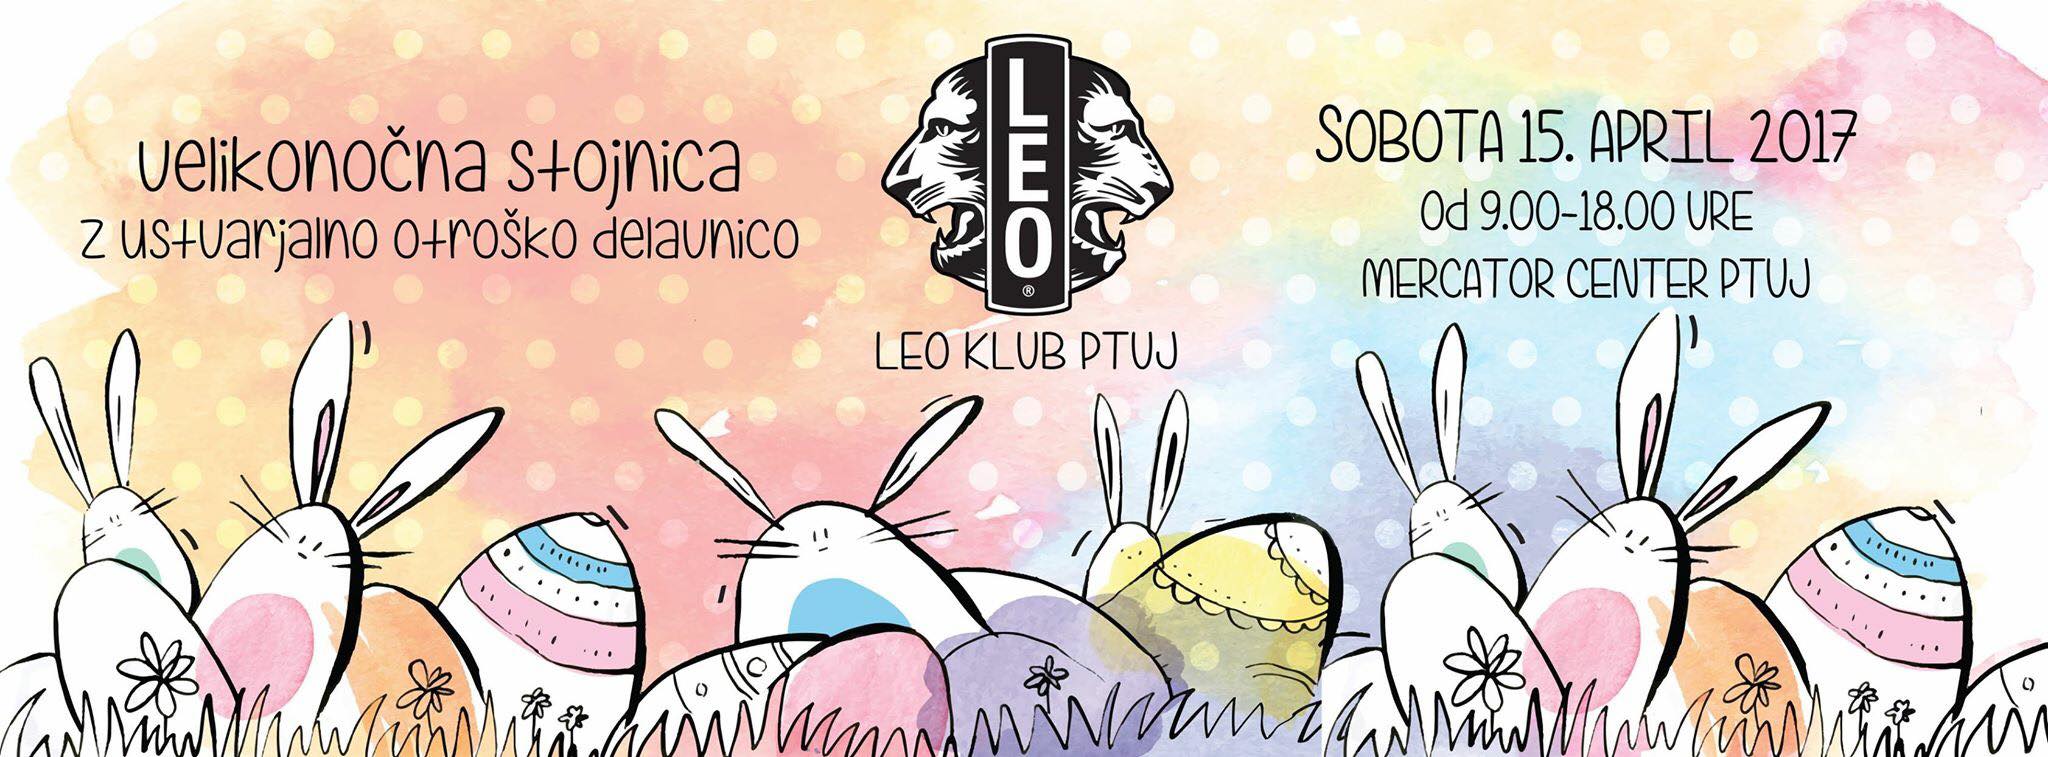 velikonočna stojnica
z ustvarjalno otroško delavnico
LEO
®
LEO KLUB PTUJ
SOBOTA 15. APRIL 2017
Od 9.00-18.00 URE
MERCATOR CENTER PTUJ